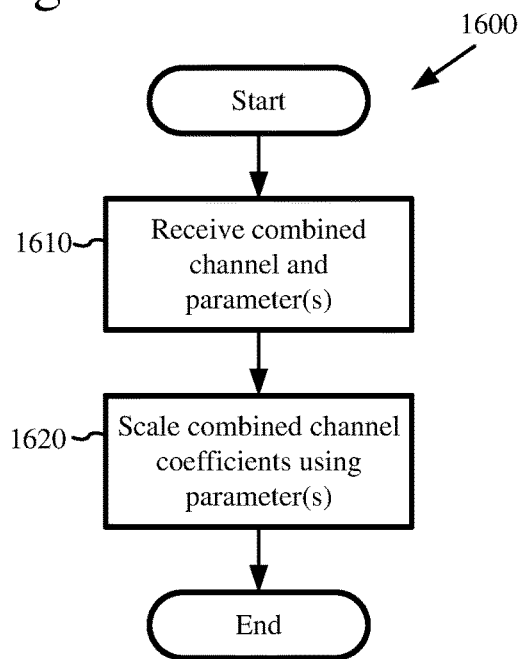 1600
Start
1610
Receive combined
channel and
parameter(s)
1620
Scale combined channel
coefficients using
parameter(s)
End